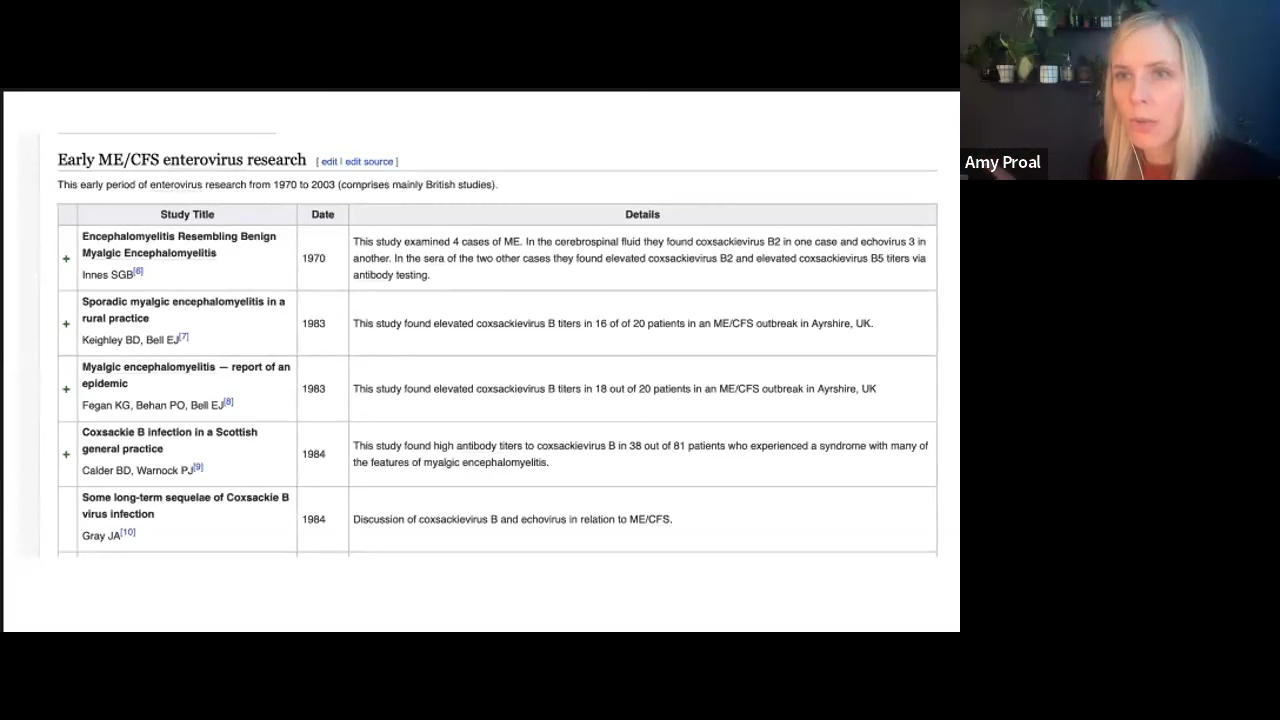 Amy Proal
Early ME/CFS enterovirus research [ edit | edit source ]
This early period of enterovirus research from 1970 to 2003 (comprises mainly British studies).
Study Title Date Details
Encephalomyelitis Resembling Benign
Myalgic Encephalomyelitis
Innes SGB[6]
1970
This study examined 4 cases of ME. In the cerebrospinal fluid they found coxsackievirus B2 in one case and echovirus 3 in
another. In the sera of the two other cases they found elevated coxsackievirus B2 and elevated coxsackievirus B5 titers via
antibody testing.
+
Sporadic myalgic encephalomyelitis in a
rural practice
Keighley BD, Bell EJ[7]
1983
This study found elevated coxsackievirus B titers in 16 of of 20 patients in an ME/CFS outbreak in Ayrshire, UK.
+
Myalgic encephalomyelitis — report of an
epidemic
Fegan KG, Behan PO, Bell EJ[8]
1983
This study found elevated coxsackievirus B titers in 18 out of 20 patients in an ME/CFS outbreak in Ayrshire, UK
+
Coxsackie B infection in a Scottish
general practice
Calder BD, Warnock PJ[9]
1984
This study found high antibody titers to coxsackievirus B in 38 out of 81 patients who experienced a syndrome with many of
the features of myalgic encephalomyelitis.
+
Some long-term sequelae of Coxsackie B
virus infection
Gray JA[10]
1984
Discussion of coxsackievirus B and echovirus in relation to ME/CFS.
+